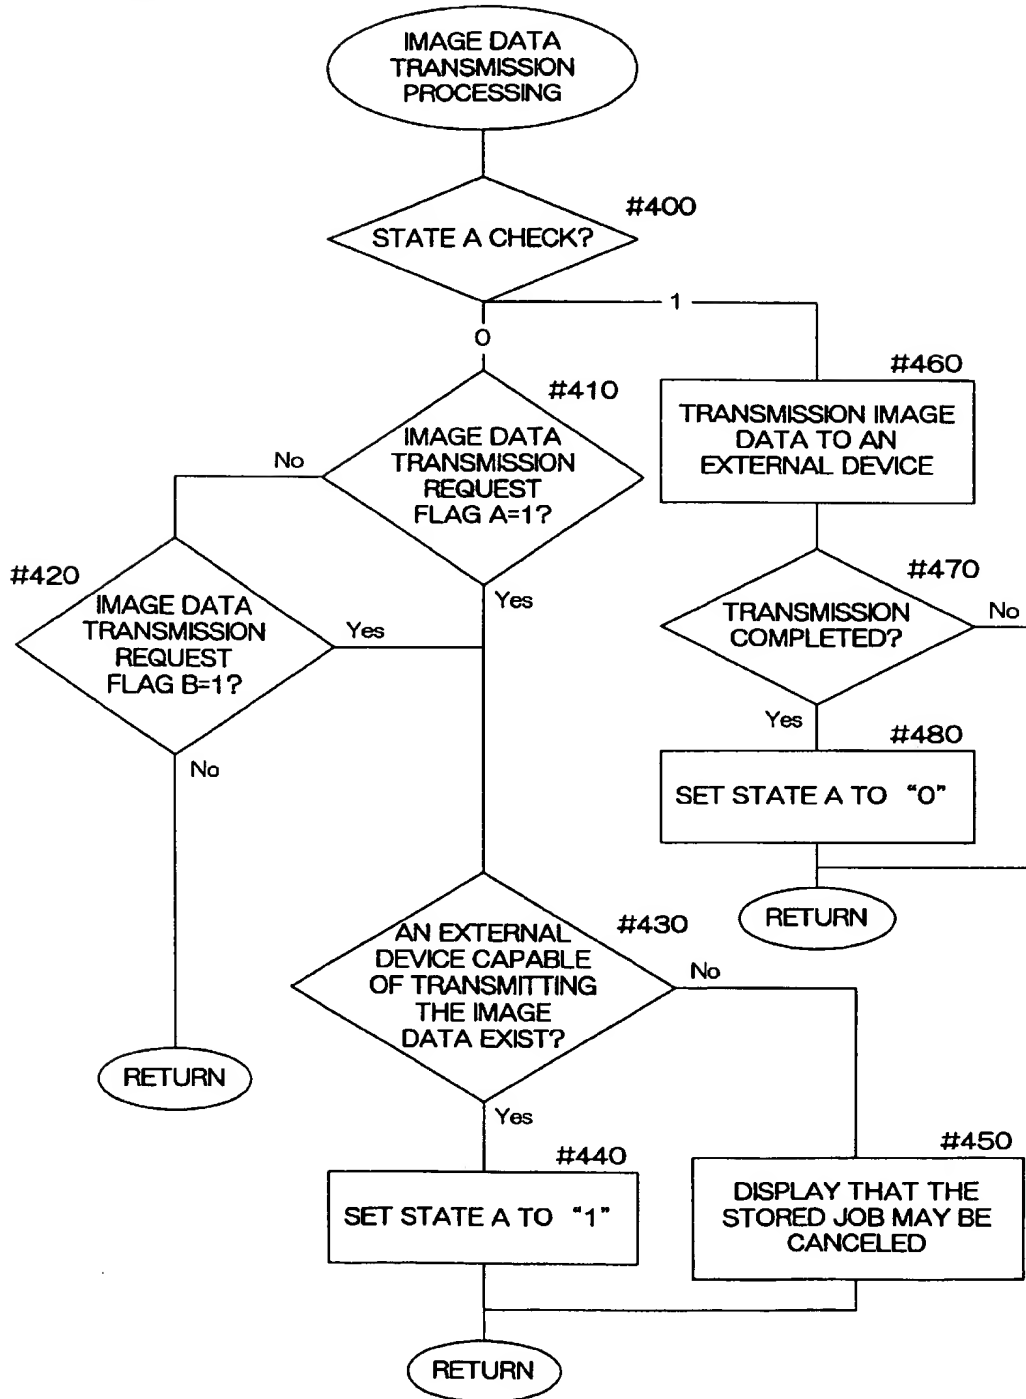 IMAGE DATA
TRANSMISSION
PROCESSING
#400
STATE A CHECK?
1
0
#410
IMAGE DATA
TRANSMISSION
REQUEST
FLAG A=1?
No
Yes
#420
IMAGE DATA
TRANSMISSION
REQUEST
FLAG B=1?
Yes
No
RETURN
#460
TRANSMISSION IMAGE
DATA TO AN
EXTERNAL DEVICE
#470
TRANSMISSION
COMPLETED?
No
Yes
#480
SET STATE A TO "0"
RETURN
#430
AN EXTERNAL
DEVICE CAPABLE
OF TRANSMITTING
THE IMAGE
DATA EXIST?
No
Yes
#440
SET STATE A TO "1"
#450
DISPLAY THAT THE
STORED JOB MAY BE
CANCELED
RETURN